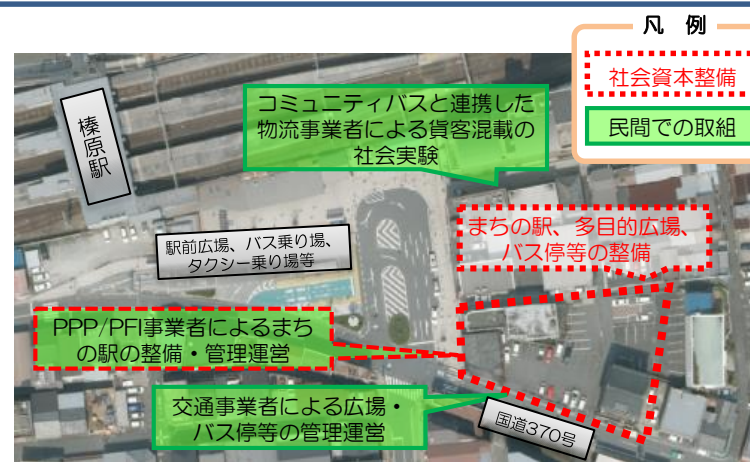 凡 例
社会資本整備
民間での取組
榛原駅
コミュニティバスと連携した
物流事業者による貨客混載の
社会実験
駅前広場、バス乗り場、
タクシー乗り場等
まちの駅、多目的広場、
バス停等の整備
PPP/PFI事業者によるまち
の駅の整備・管理運営
交通事業者による広場・
バス停等の管理運営
国道370号